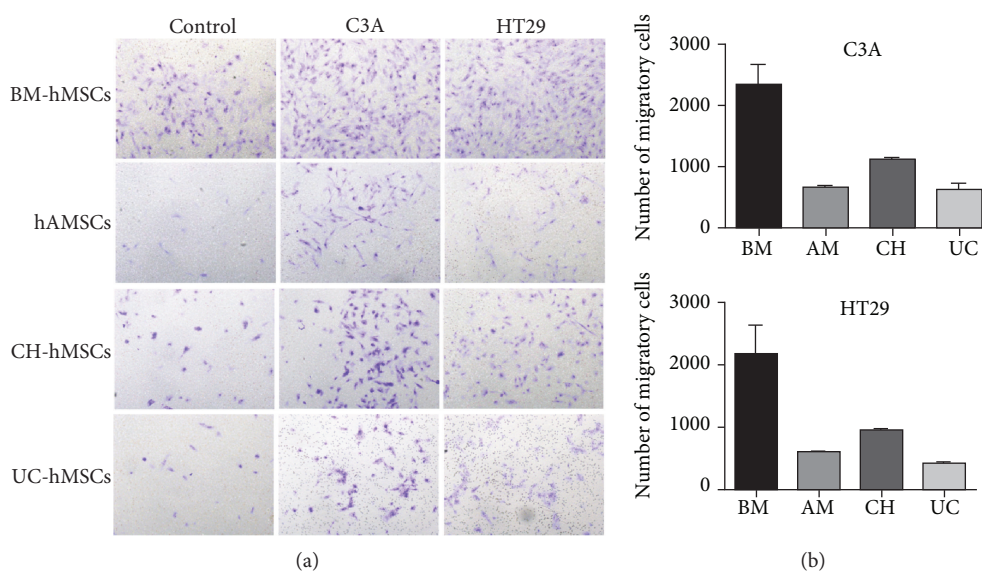 Control C3A HT29
BM-hMSCs
hAMSCs
CH-hMSCs
UC-hMSCs
(a)
Number of migratory cells
3000
2000
1000
0
C3A
BM AM CH UC
Number of migratory cells
3000
2000
1000
0
HT29
BM AM CH UC
(b)